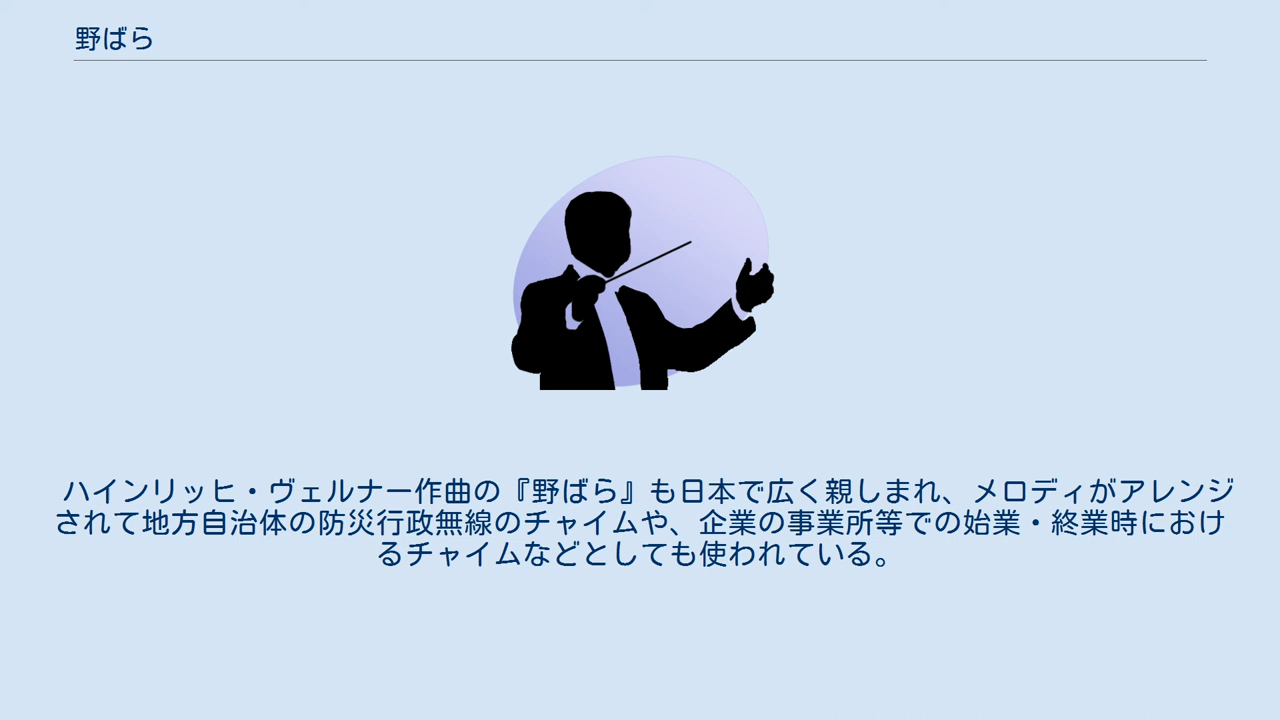 野ばら
ハインリッヒ・ヴェルナー作曲の『野ばら』も日本で広く親しまれ、メロディがアレンジ
されて地方自治体の防災行政無線のチャイムや、企業の事業所等での始業・終業時におけ
るチャイムなどとしても使われている。